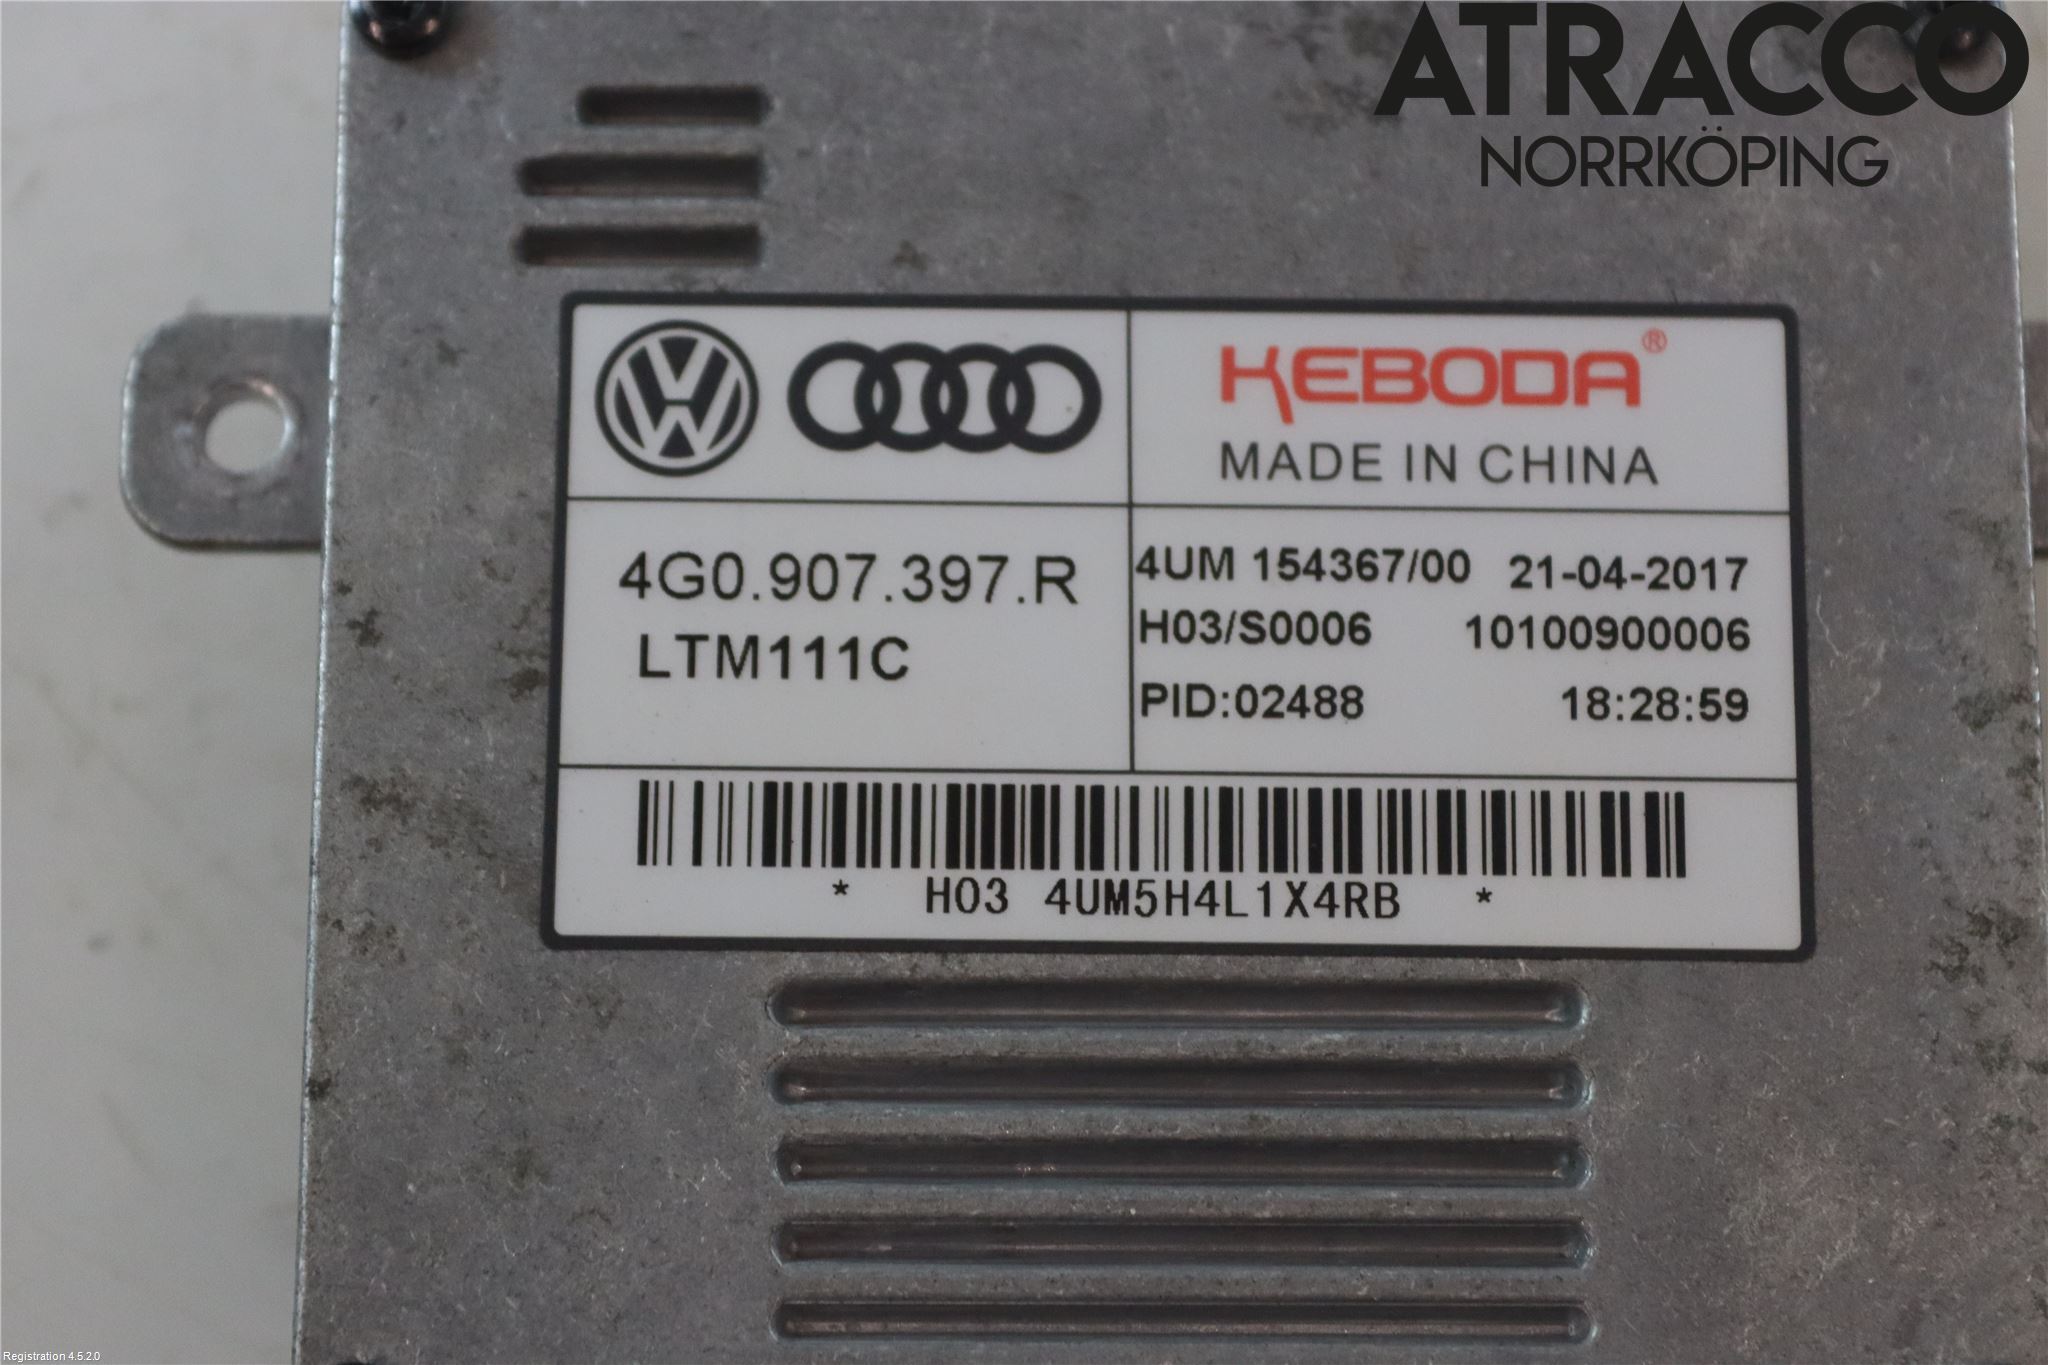 ATRACCO
NORRKÖPING
KEBODA®
MADE IN CHINA
4G0.907.397.R
LTM111C
4UM 154367/00 21-04-2017
H03/S0006 10100900006
PID:02488 18:28:59
* H03 4UM5H4L1X4RB *
Registration 4.5.2.0